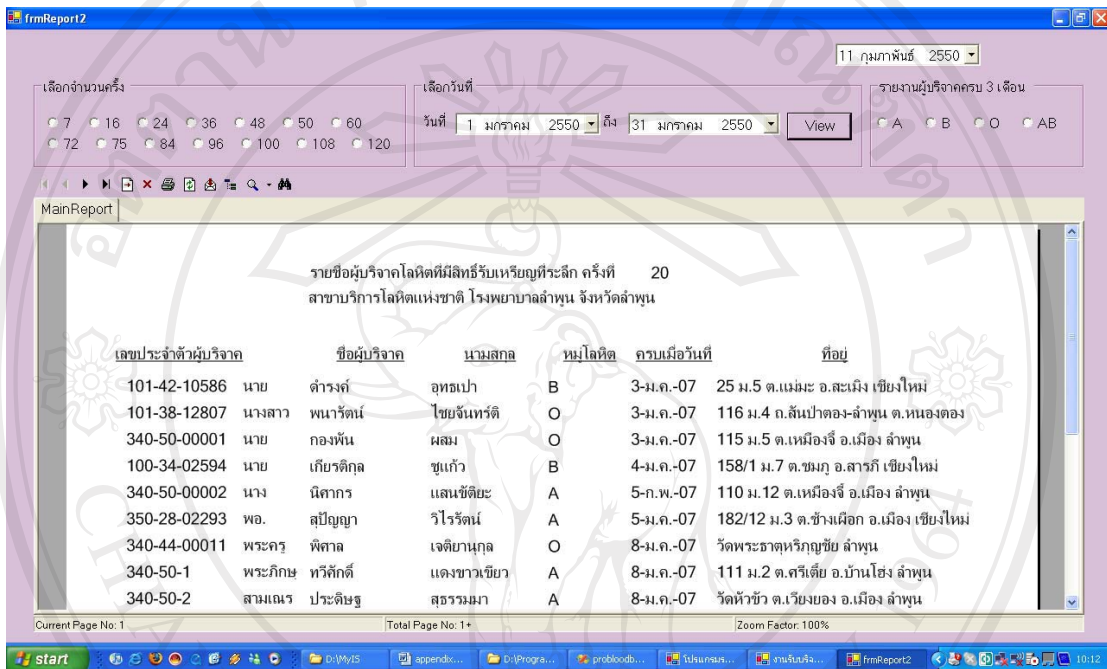 frmReport2
11 กุมภาพันธ์ 2550
เลือกจำนวนครั้ง
เลือกวันที่
รายงานผู้บริจาคครบ 3 เดือน
7 16 24 36 48 50 60
วันที่ 1 มกราคม 2550 ถึง 31 มกราคม 2550 View
A B O AB
72 75 84 96 100 108 120
MainReport
รายชื่อผู้บริจาคโลหิตที่มีสิทธิ์รับเหรียญที่ระลึก ครั้งที่ 20
สาขาบริการโลหิตแห่งชาติ โรงพยาบาลลำพูน จังหวัดลำพูน
เลขประจำตัวผู้บริจาค ชื่อผู้บริจาค นามสกุล หมู่โลหิต ครบเมื่อวันที่ ที่อยู่
101-42-10586 นาย ดำรงค์ อุทธเปา B 3-ม.ค.-07 25 ม.5 ต.แม่มะ อ.สะเมิง เชียงใหม่
101-38-12807 นางสาว พนารัตน์ ไชยจันทร์ดิ O 3-ม.ค.-07 116 ม.4 ถ.สันป่าตอง-ลำพูน ต.หนองตอง
340-50-00001 นาย กองพัน ผสม O 3-ม.ค.-07 115 ม.5 ต.เหมืองจี้ อ.เมือง ลำพูน
100-34-02594 นาย เกียรติกุล ชูแก้ว B 4-ม.ค.-07 158/1 ม.7 ต.ชมภู อ.สารภี เชียงใหม่
340-50-00002 นาง นิศากร แสนขัติยะ A 5-ก.พ.-07 110 ม.12 ต.เหมืองจี้ อ.เมือง ลำพูน
350-28-02293 พอ. สุปัญญา วิไรรัตน์ A 5-ม.ค.-07 182/12 ม.3 ต.ช้างเผือก อ.เมือง เชียงใหม่
340-44-00011 พระครู พิศาล เจติยานุกูล O 8-ม.ค.-07 วัดพระธาตุหริภุญชัย ลำพูน
340-50-1 พระภิกษุ ทวีศักดิ์ แดงขาวเขียว A 8-ม.ค.-07 111 ม.2 ต.ศรีเตี้ย อ.บ้านโฮ่ง ลำพูน
340-50-2 สามเณร ประดิษฐ สุธรรมมา A 8-ม.ค.-07 วัดหัวขัว ต.เวียงยอง อ.เมือง ลำพูน
Current Page No: 1 Total Page No: 1+ Zoom Factor: 100%
start D:\MyIS appendix... D:\Progra... probloodb... โปรแกรมร... งานรับบริจ... frmReport2 10:12